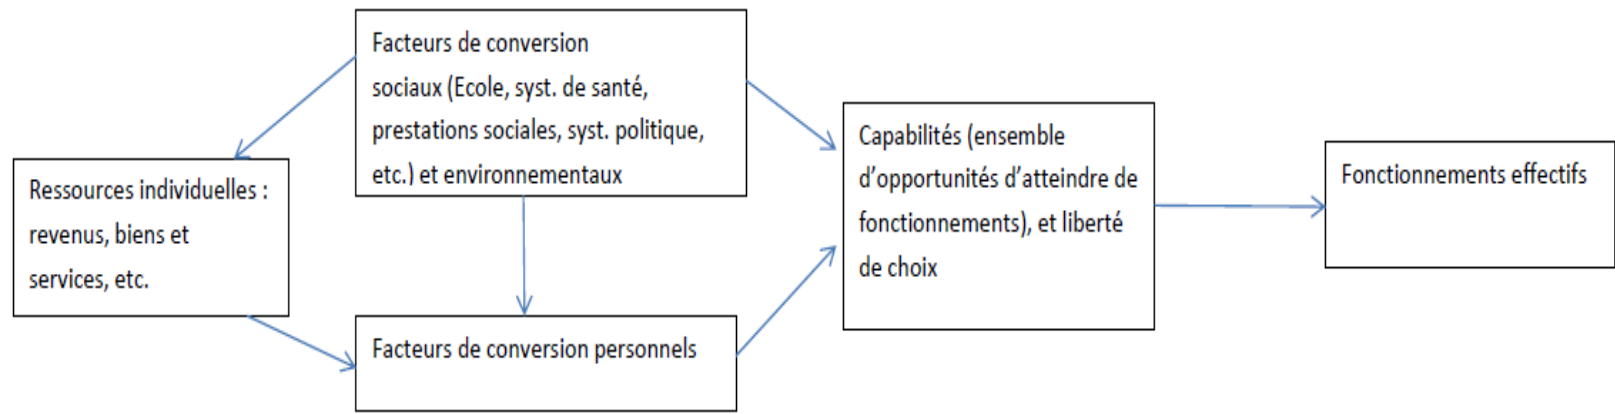 Facteurs de conversion
sociaux (Ecole, syst. de santé,
prestations sociales, syst. politique,
etc.) et environnementaux
Ressources individuelles :
revenus, biens et
services, etc.
Facteurs de conversion personnels
Capabilités (ensemble
d'opportunités d'atteindre de
fonctionnements), et liberté
de choix
Fonctionnements effectifs